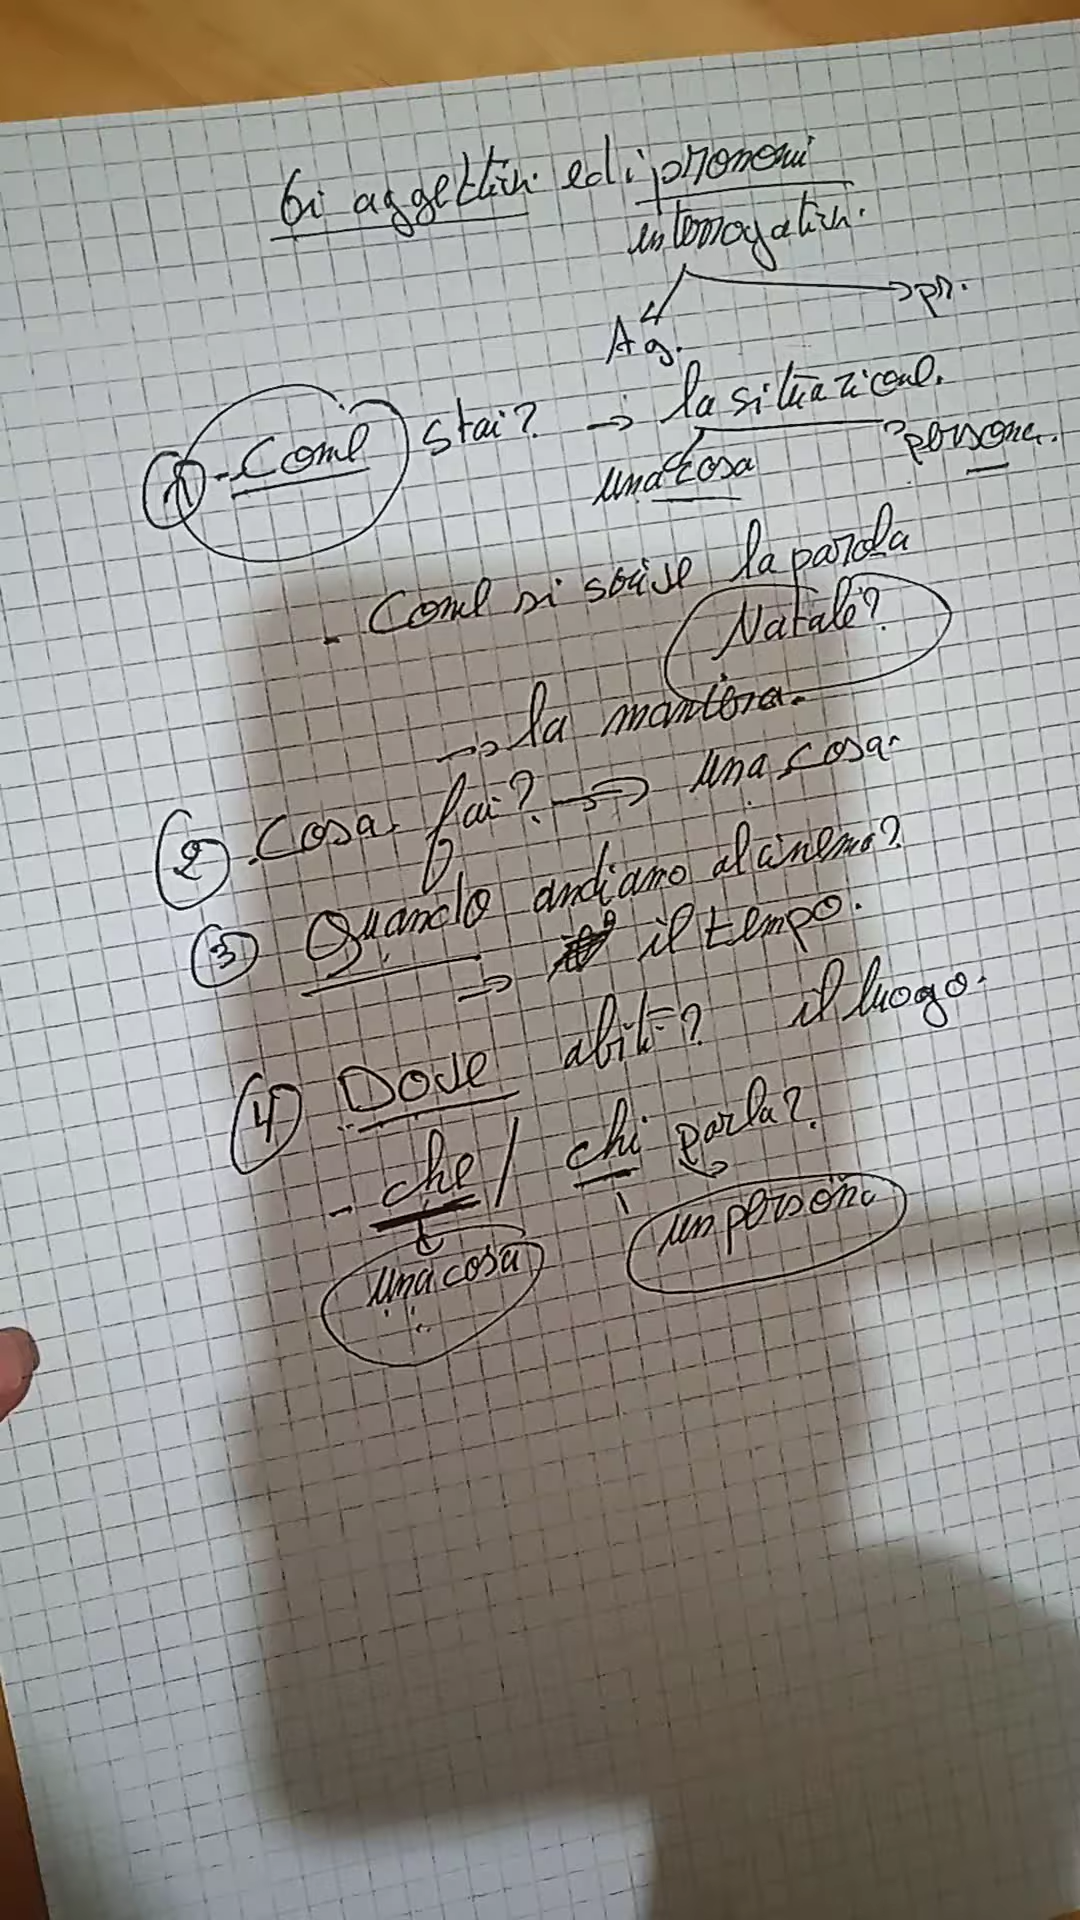 Gi aggettivi ed i pronomi
interrogativi.
Ag. → pr.
① - Come stai? → la situazione.
una cosa persona.
- Come si scrive la parola
Natale?
→ la maniera.
② Cosa fai? → una cosa.
③ Quando andiamo al cinema?
→ il tempo.
④ Dove abiti? il luogo.
- che / chi parla?
una cosa un persona